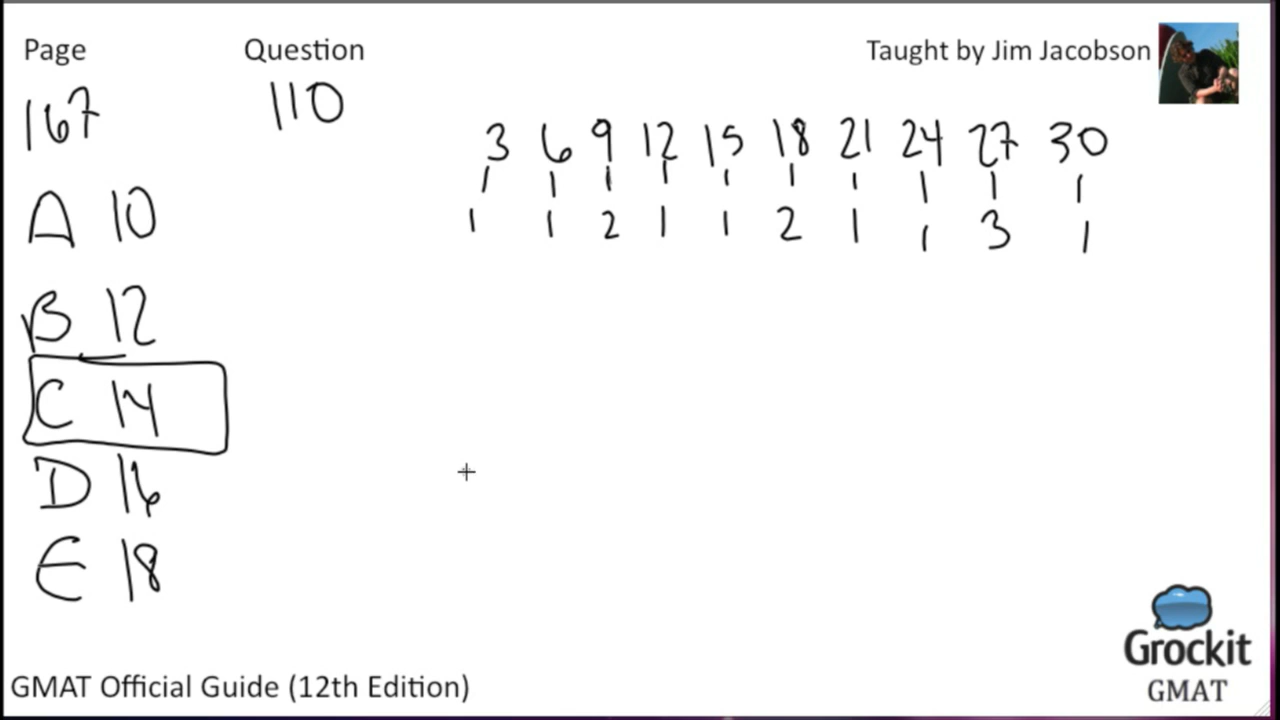 Page Question Taught by Jim Jacobson
167 110
3 6 9 12 15 18 21 24 27 30
1 1 2 1 1 2 1 1 3 1
A 10
B 12
C 14
D 16
E 18
Grockit
GMAT
GMAT Official Guide (12th Edition)